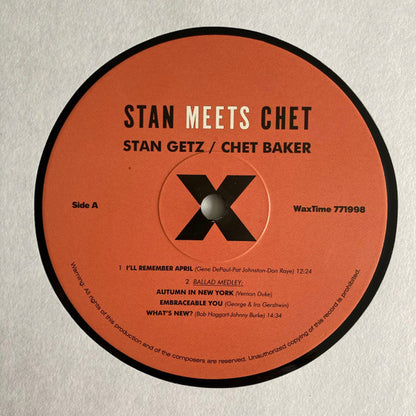 STAN MEETS CHET
STAN GETZ / CHET BAKER
X
Side A
WaxTime 771998
1 I'LL REMEMBER APRIL (Gene DePaul-Pat Johnston-Don Raye) 12:24
2 BALLAD MEDLEY:
AUTUMN IN NEW YORK (Vernon Duke)
EMBRACEABLE YOU (George & Ira Gershwin)
WHAT'S NEW? (Bob Haggart-Johnny Burke) 14:34
Warning. All rights of this production and of the composers are reserved. Unauthorized copying of this record is prohibited.